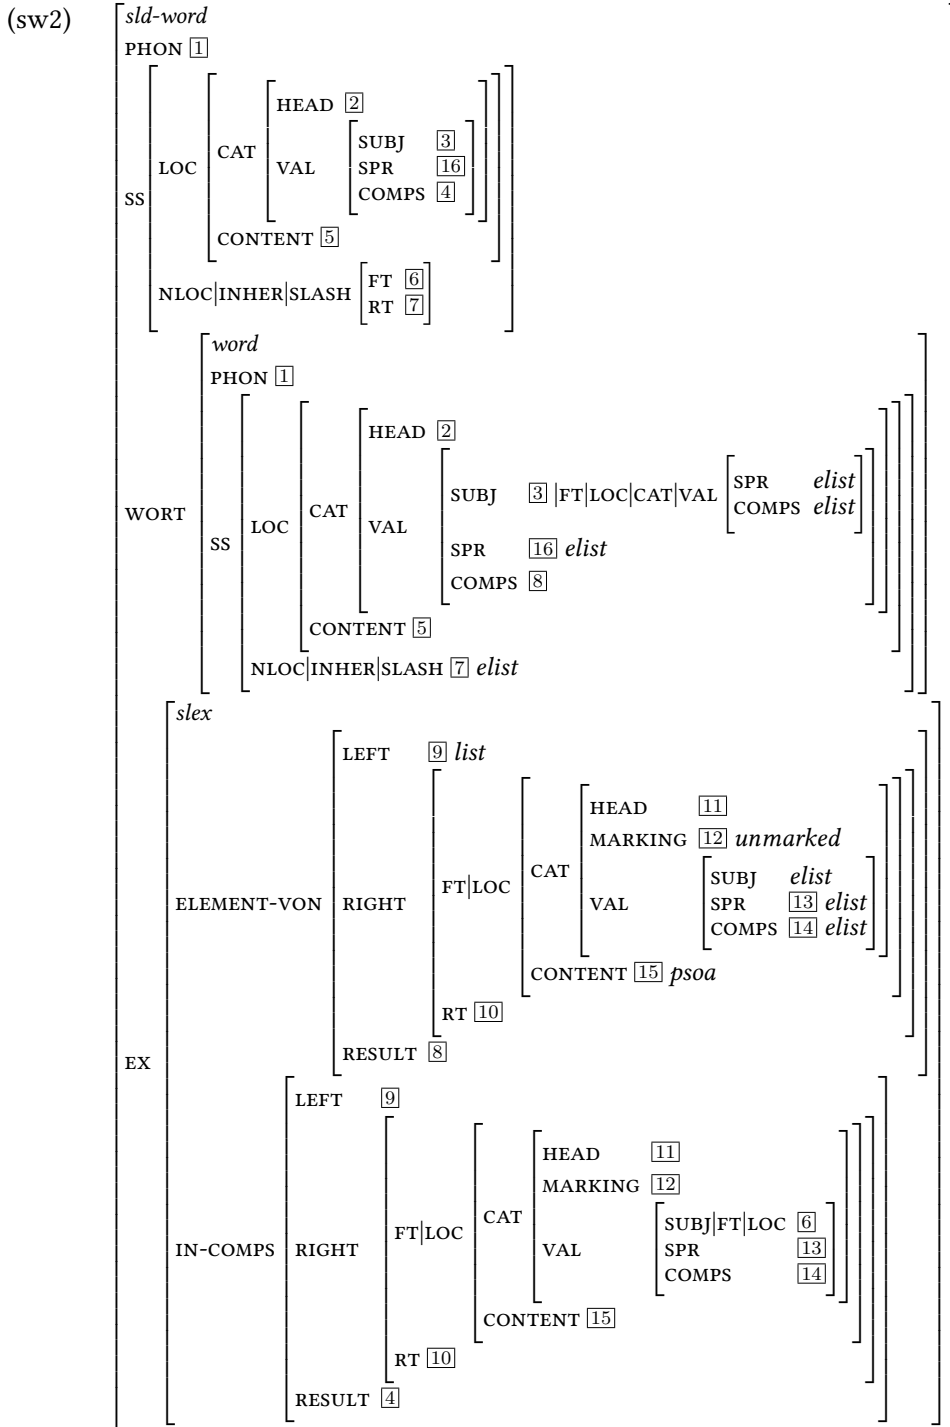 (sw2)
sld-word
PHON 1
SS
LOC
CAT
HEAD 2
VAL
SUBJ 3
SPR 16
COMPS 4
CONTENT 5
NLOC|INHER|SLASH
FT 6
RT 7
WORT
word
PHON 1
SS
LOC
CAT
HEAD 2
VAL
SUBJ 3 |FT|LOC|CAT|VAL
SPR elist
COMPS elist
SPR 16 elist
COMPS 8
CONTENT 5
NLOC|INHER|SLASH 7 elist
EX
slex
ELEMENT-VON
LEFT 9 list
RIGHT
FT|LOC
CAT
HEAD 11
MARKING 12 unmarked
VAL
SUBJ elist
SPR 13 elist
COMPS 14 elist
CONTENT 15 psoa
RT 10
RESULT 8
IN-COMPS
LEFT 9
RIGHT
FT|LOC
CAT
HEAD 11
MARKING 12
VAL
SUBJ|FT|LOC 6
SPR 13
COMPS 14
CONTENT 15
RT 10
RESULT 4